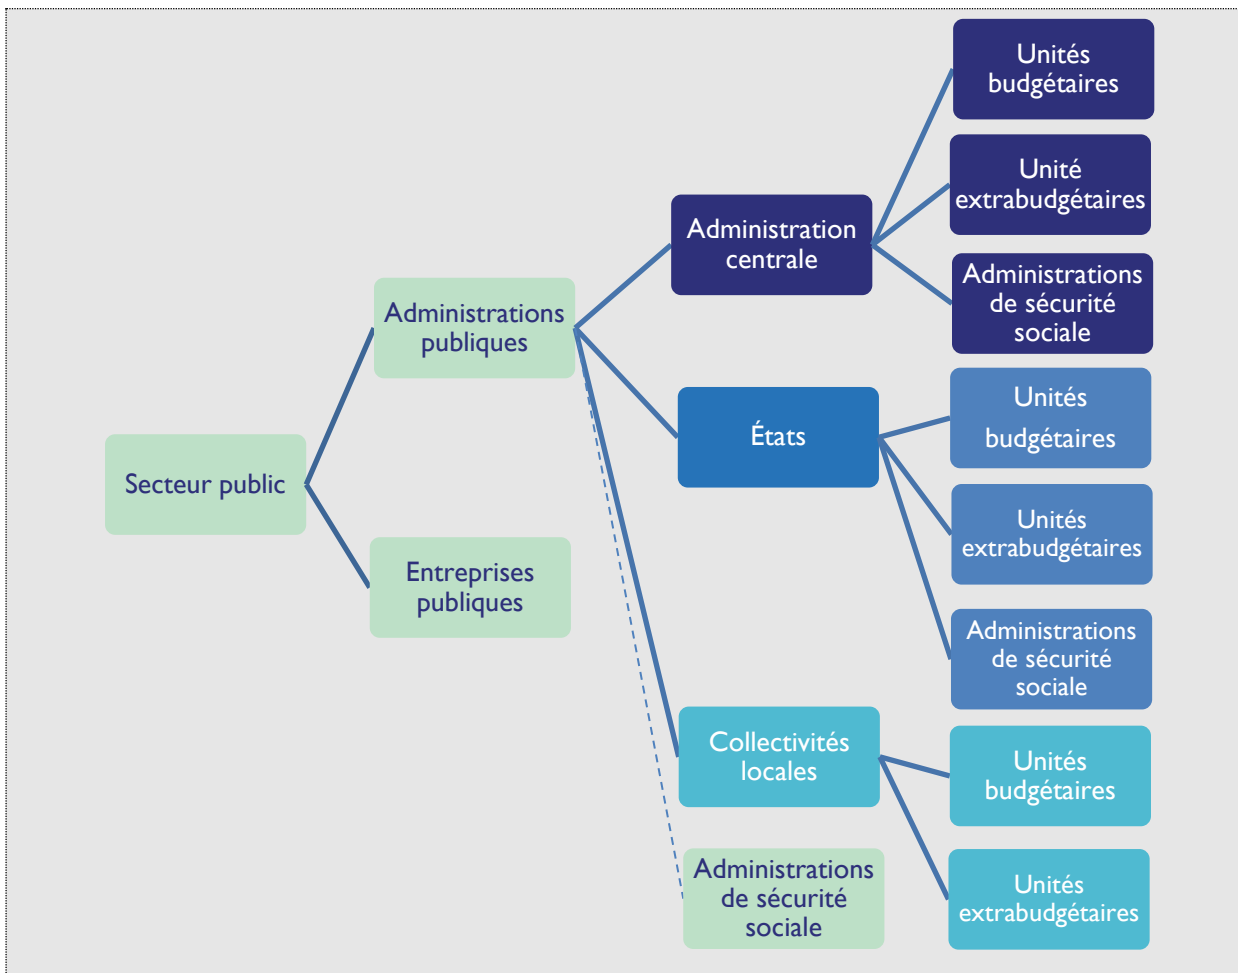 Unités
budgétaires
Unité
extrabudgétaires
Administration
centrale
Administrations
de sécurité
sociale
Administrations
publiques
Unités
budgétaires
États
Secteur public
Unités
extrabudgétaires
Entreprises
publiques
Administrations
de sécurité
sociale
Collectivités
locales
Unités
budgétaires
Administrations
de sécurité
sociale
Unités
extrabudgétaires